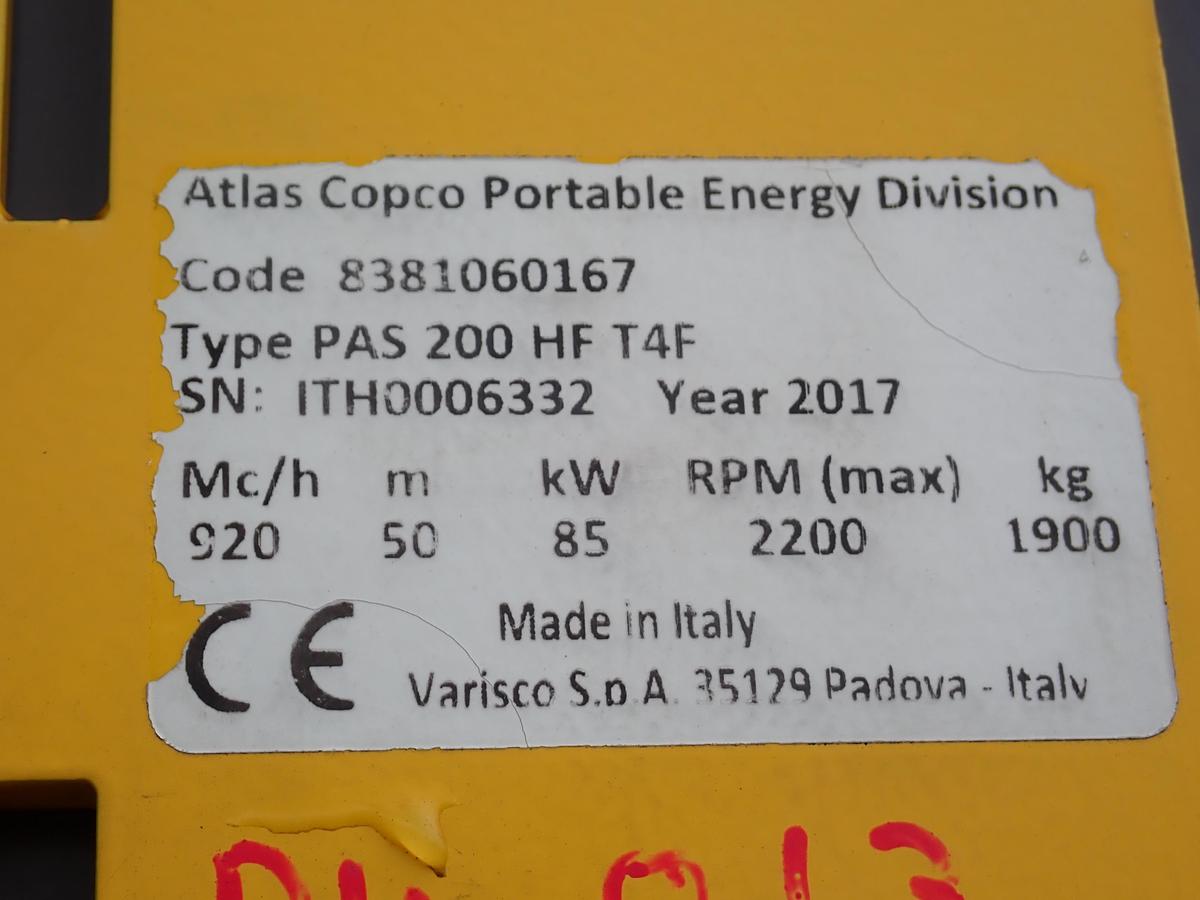 Atlas Copco Portable Energy Division
Code 8381060167
Type PAS 200 HF T4F
SN: ITH0006332 Year 2017
Mc/h m kW RPM (max) kg
920 50 85 2200 1900
CE Made in Italy
Varisco S.p.A. 35129 Padova - Italy